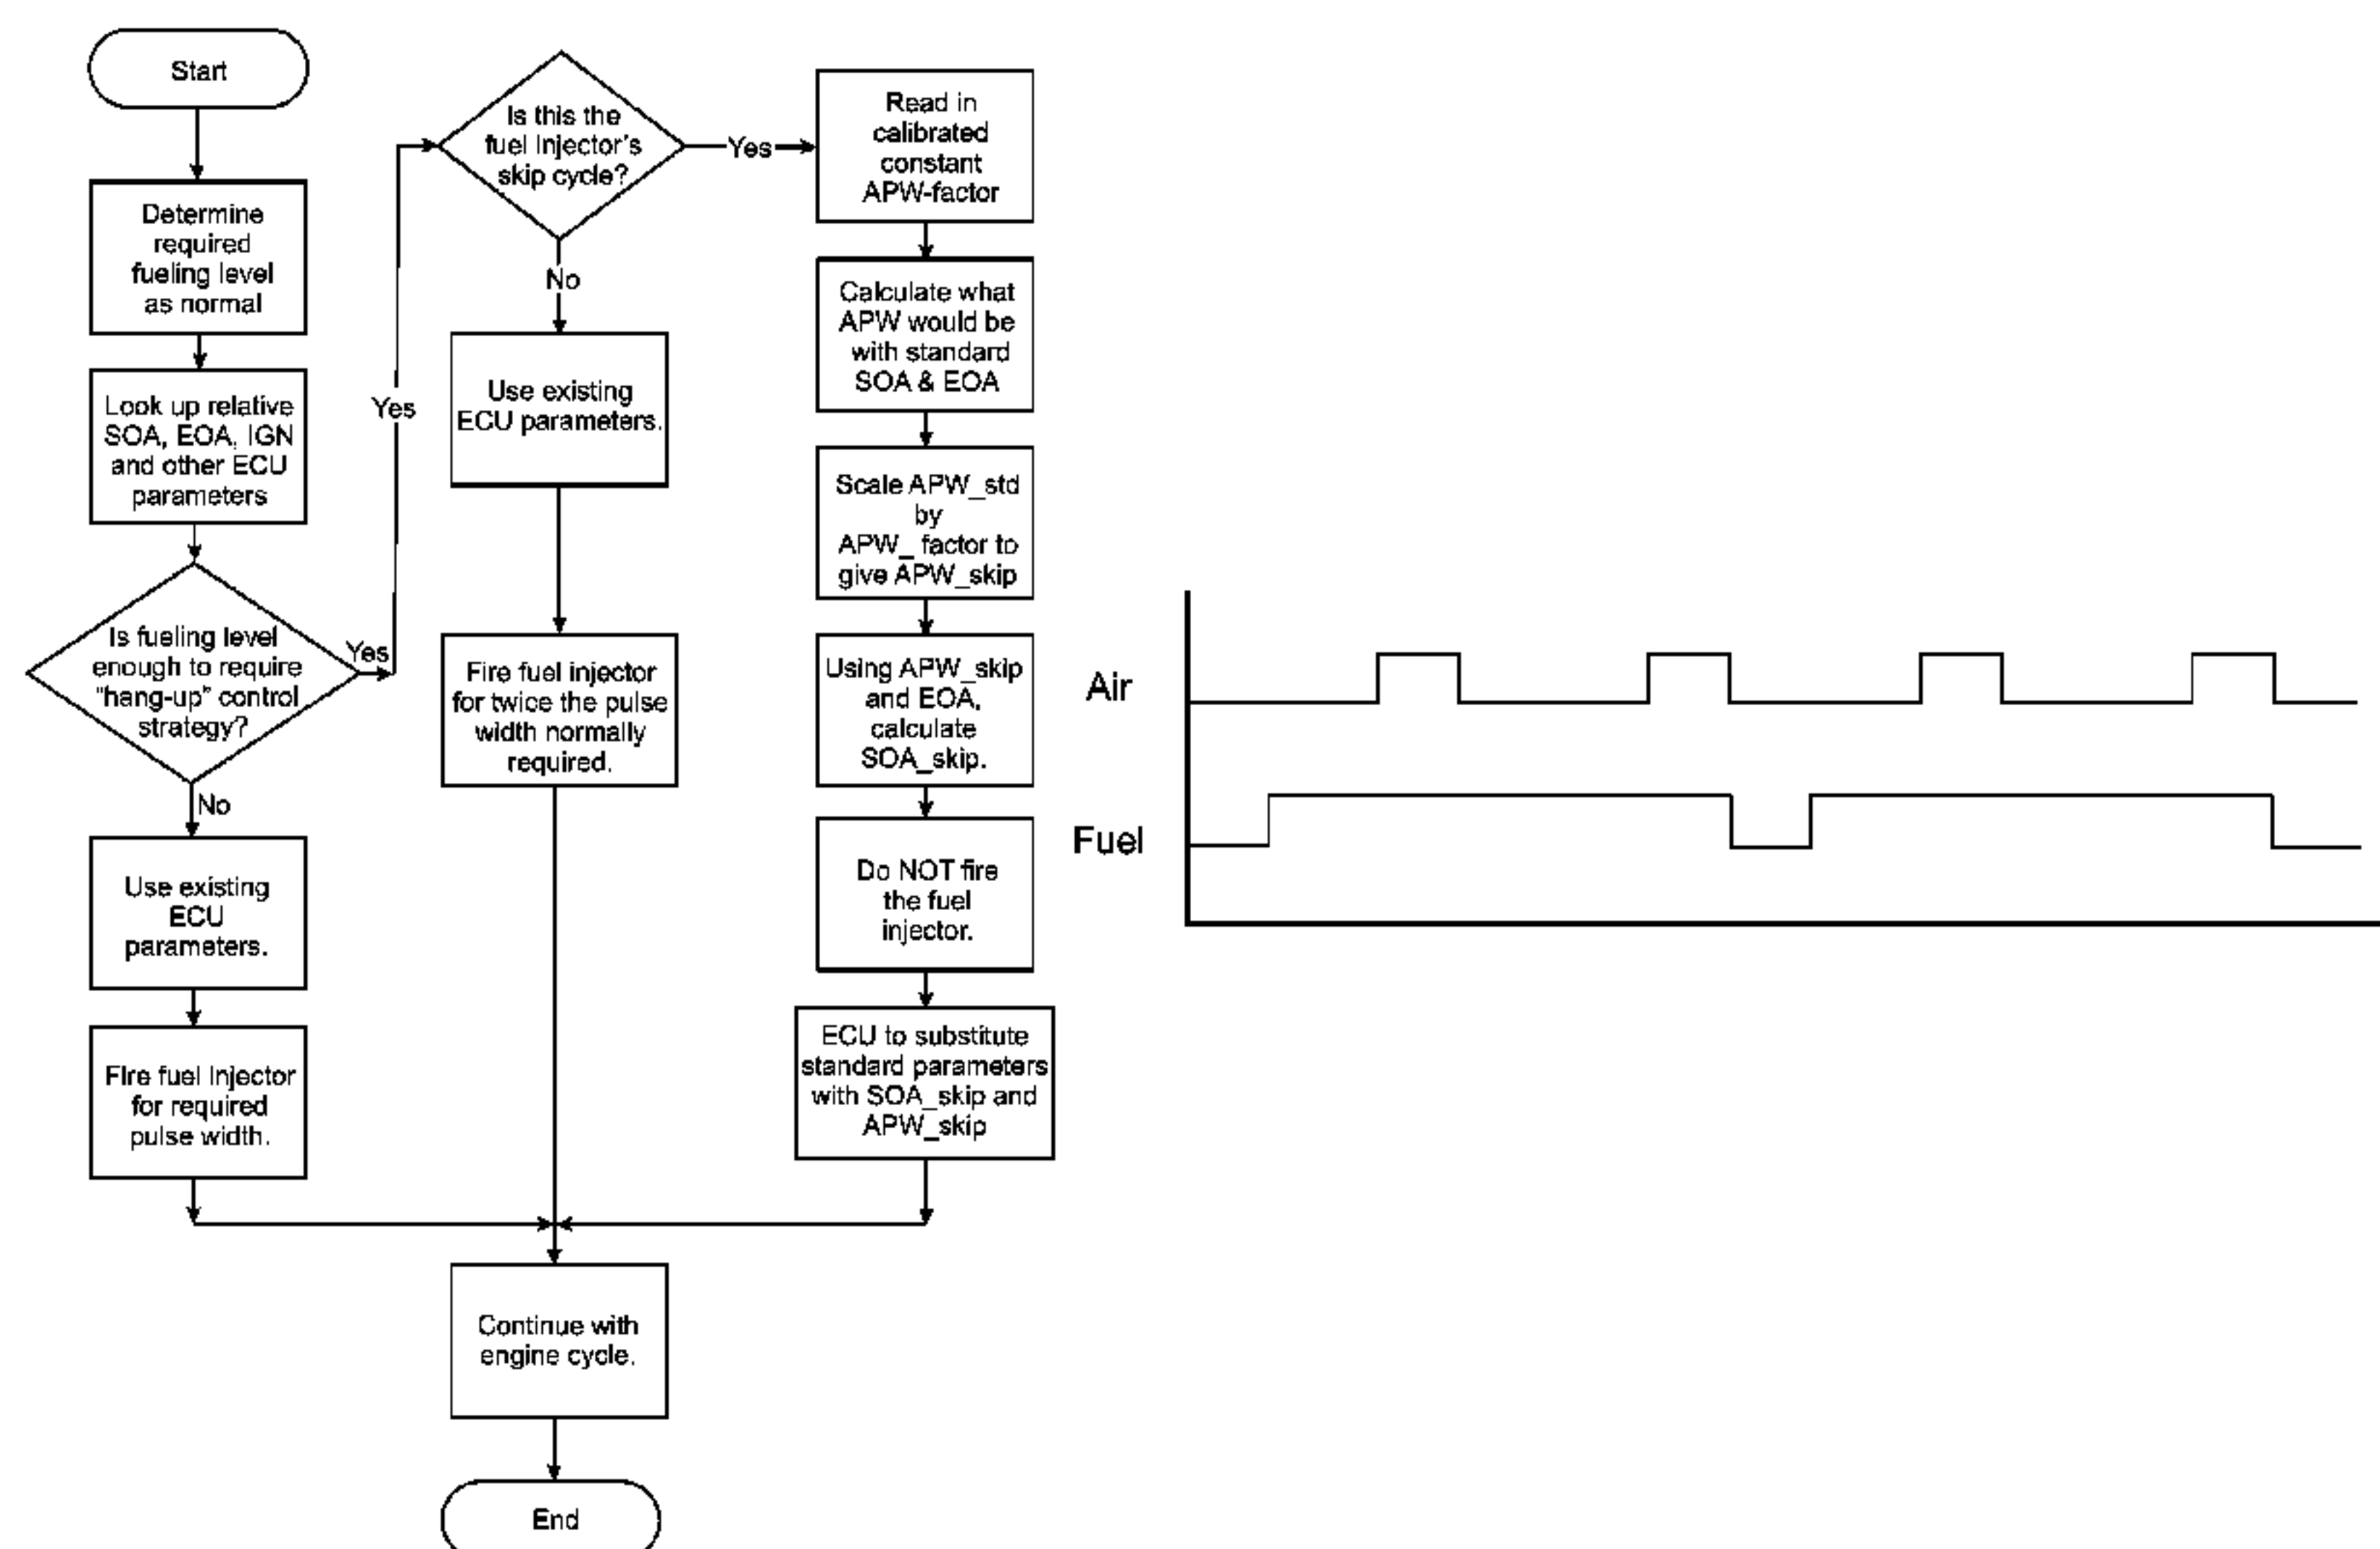 Start
Determine
required
fueling level
as normal
Look up relative
SOA, EOA, IGN
and other ECU
parameters
Is fueling level
enough to require
"hang-up" control
strategy?
Yes
No
Use existing
ECU
parameters.
Fire fuel Injector
for required
pulse width.
Yes
Is this the
fuel Injector's
skip cycle?
Yes
No
Use existing
ECU parameters.
Fire fuel injector
for twice the pulse
width normally
required.
Continue with
engine cycle.
End
Read in
calibrated
constant
APW-factor
Calculate what
APW would be
with standard
SOA & EOA
Scale APW_std
by
APW_ factor to
give APW_skip
Using APW_skip
and EOA,
calculate
SOA_skip.
Do NOT fire
the fuel
injector.
ECU to substitute
standard parameters
with SOA_skip and
APW_skip
Air
Fuel